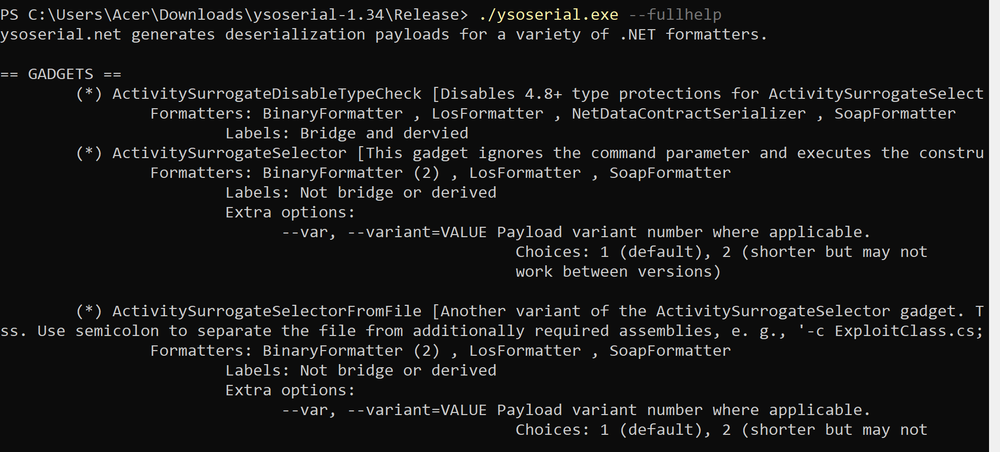 PS C:\Users\Acer\Downloads\ysoserial-1.34\Release> ./ysoserial.exe --fullhelp
ysoserial.net generates deserialization payloads for a variety of .NET formatters.
== GADGETS ==
(*) ActivitySurrogateDisableTypeCheck [Disables 4.8+ type protections for ActivitySurrogateSelect
Formatters: BinaryFormatter , LosFormatter , NetDataContractSerializer , SoapFormatter
Labels: Bridge and dervied
(*) ActivitySurrogateSelector [This gadget ignores the command parameter and executes the constru
Formatters: BinaryFormatter (2) , LosFormatter , SoapFormatter
Labels: Not bridge or derived
Extra options:
--var, --variant=VALUE Payload variant number where applicable.
Choices: 1 (default), 2 (shorter but may not
work between versions)
(*) ActivitySurrogateSelectorFromFile [Another variant of the ActivitySurrogateSelector gadget. T
ss. Use semicolon to separate the file from additionally required assemblies, e. g., '-c ExploitClass.cs;
Formatters: BinaryFormatter (2) , LosFormatter , SoapFormatter
Labels: Not bridge or derived
Extra options:
--var, --variant=VALUE Payload variant number where applicable.
Choices: 1 (default), 2 (shorter but may not